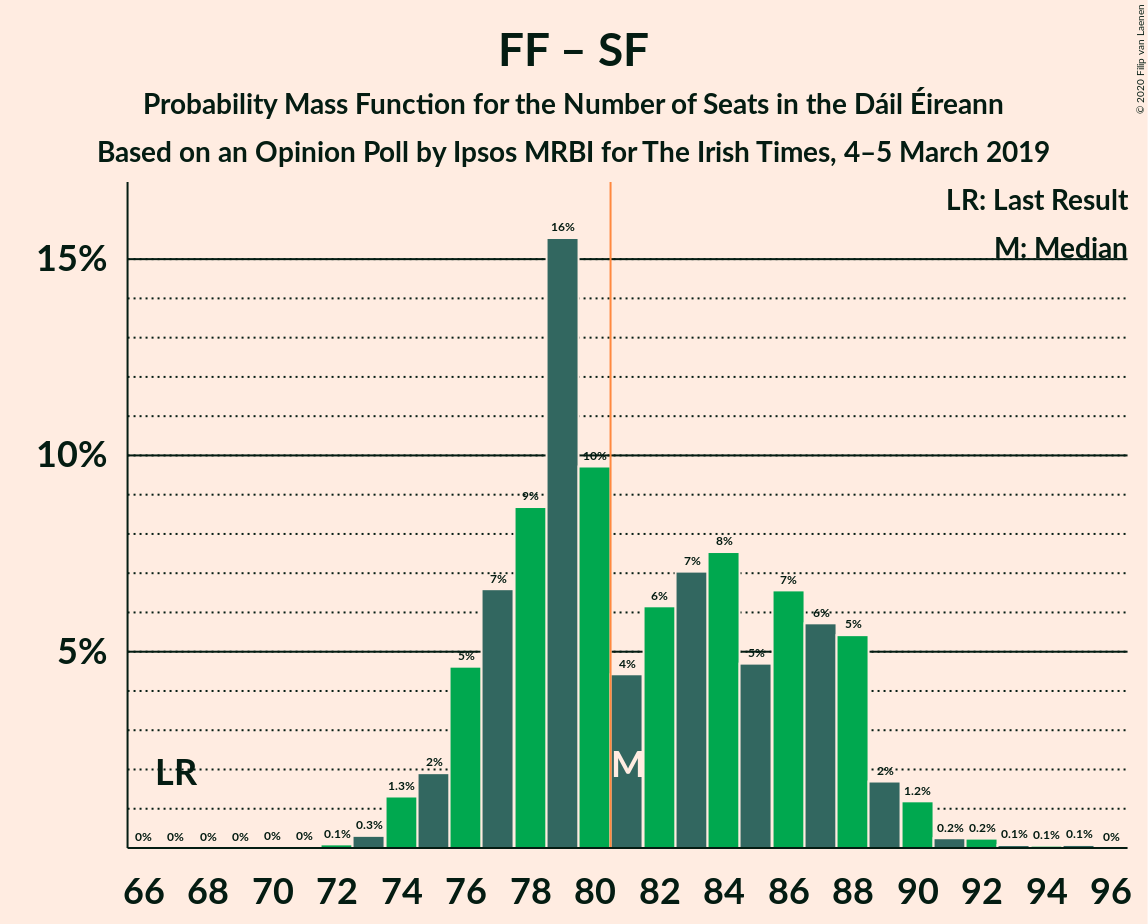 FF – SF
Probability Mass Function for the Number of Seats in the Dáil Éireann
Based on an Opinion Poll by Ipsos MRBI for The Irish Times, 4–5 March 2019
© 2020 Filip van Laenen
LR: Last Result
M: Median
15%
10%
5%
0% 0% 0% 0% 0% 0% 0.1% 0.3% 1.3% 2% 5% 7% 9% 16% 10% 4% 6% 7% 8% 5% 7% 6% 5% 2% 1.2% 0.2% 0.2% 0.1% 0.1% 0.1% 0%
LR
M
66 68 70 72 74 76 78 80 82 84 86 88 90 92 94 96